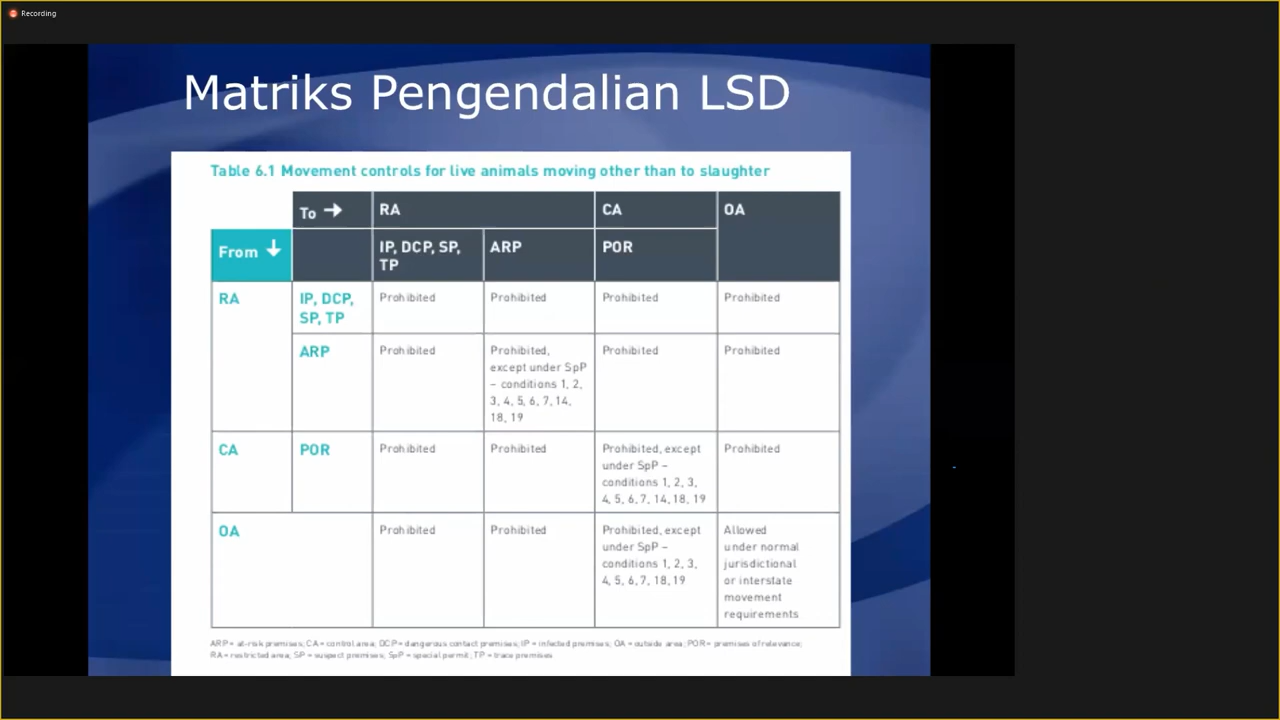 Recording
Matriks Pengendalian LSD
Table 6.1 Movement controls for live animals moving other than to slaughter
To → RA CA OA
From ↓ IP, DCP, SP, ARP POR
TP
RA IP, DCP, Prohibited Prohibited Prohibited Prohibited
SP, TP
ARP Prohibited Prohibited, Prohibited Prohibited
except under SpP
– conditions 1, 2,
3, 4, 5, 6, 7, 14,
18, 19
CA POR Prohibited Prohibited Prohibited, except Prohibited
under SpP –
conditions 1, 2, 3,
4, 5, 6, 7, 14, 18, 19
OA Prohibited Prohibited Prohibited, except Allowed
under SpP – under normal
conditions 1, 2, 3, jurisdictional
4, 5, 6, 7, 18, 19 or interstate
movement
requirements
ARP = at-risk premises; CA = control area; DCP = dangerous contact premises; IP = infected premises; OA = outside area; POR = premises of relevance;
RA = restricted area; SP = suspect premises; SpP = special permit; TP = trace premises